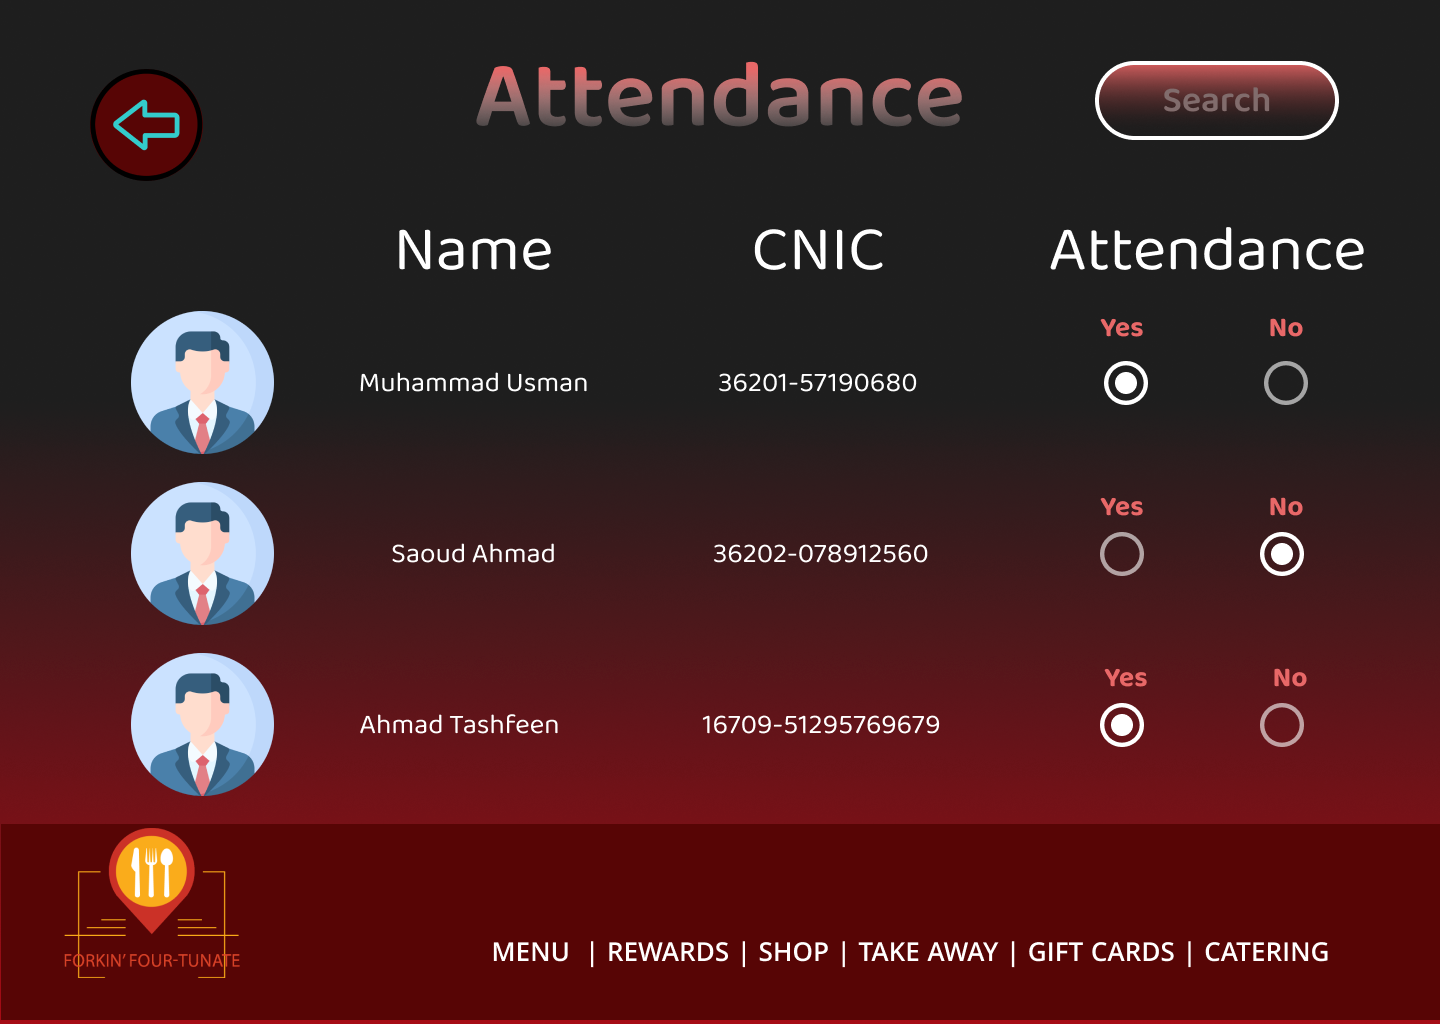 Attendance
Search
Name CNIC Attendance
Yes No
Muhammad Usman 36201-57190680
Yes No
Saoud Ahmad 36202-078912560
Yes No
Ahmad Tashfeen 16709-51295769679
FORKIN' FOUR-TUNATE
MENU | REWARDS | SHOP | TAKE AWAY | GIFT CARDS | CATERING